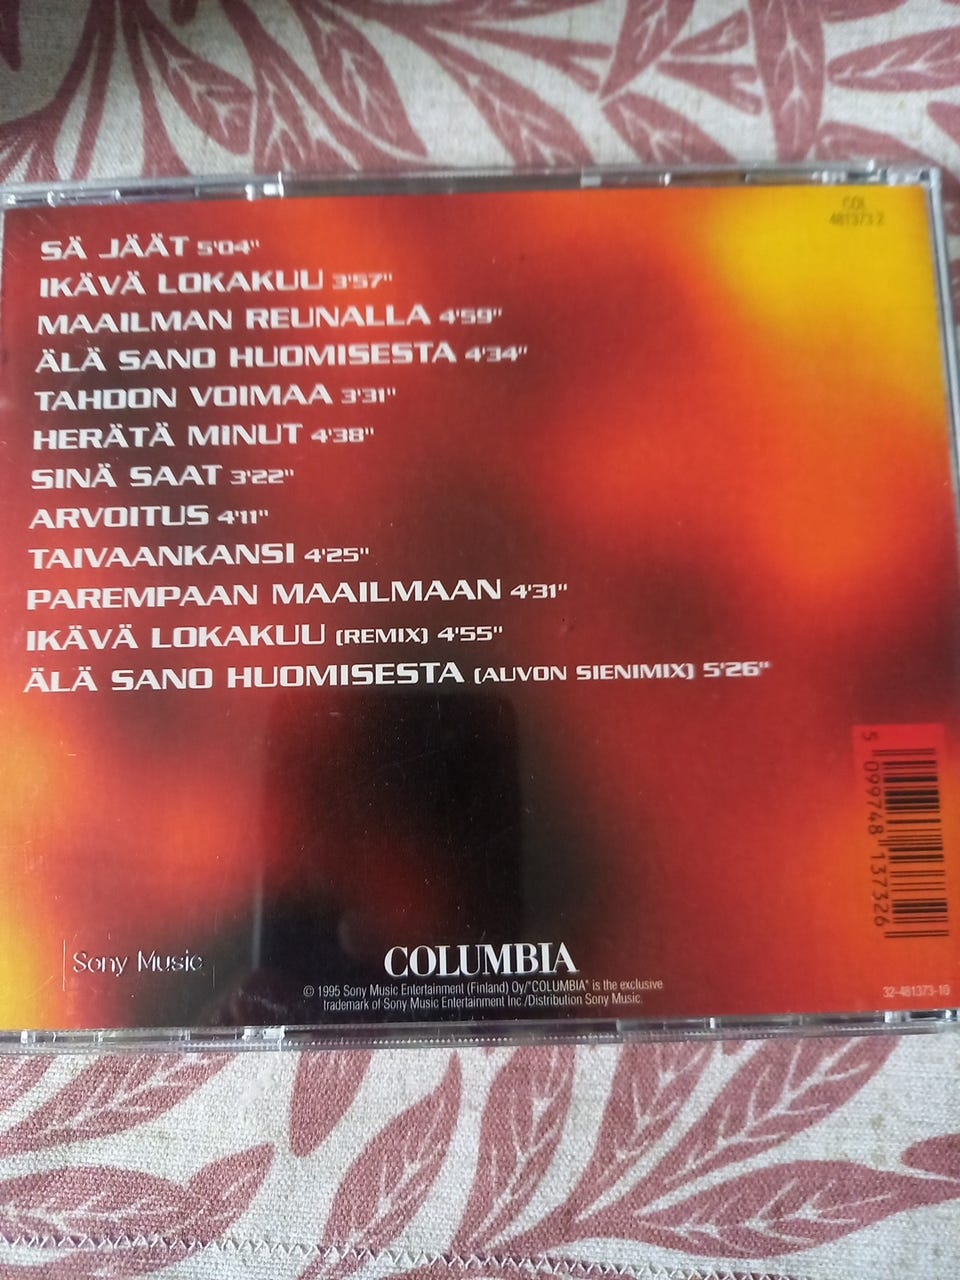 COL
481373 2
SÄ JÄÄT 5'04"
IKÄVÄ LOKAKUU 3'57"
MAAILMAN REUNALLA 4'59"
ÄLÄ SANO HUOMISESTA 4'34"
TAHDON VOIMAA 3'31"
HERÄTÄ MINUT 4'38"
SINÄ SAAT 3'22"
ARVOITUS 4'11"
TAIVAANKANSI 4'25"
PAREMPAAN MAAILMAAN 4'31"
IKÄVÄ LOKAKUU (REMIX) 4'55"
ÄLÄ SANO HUOMISESTA (AUVON SIENIMIX) 5'26"
5 099748 137326
Sony Music
COLUMBIA
© 1995 Sony Music Entertainment (Finland) Oy/"COLUMBIA" is the exclusive
trademark of Sony Music Entertainment Inc./Distribution Sony Music.
32-481373-10